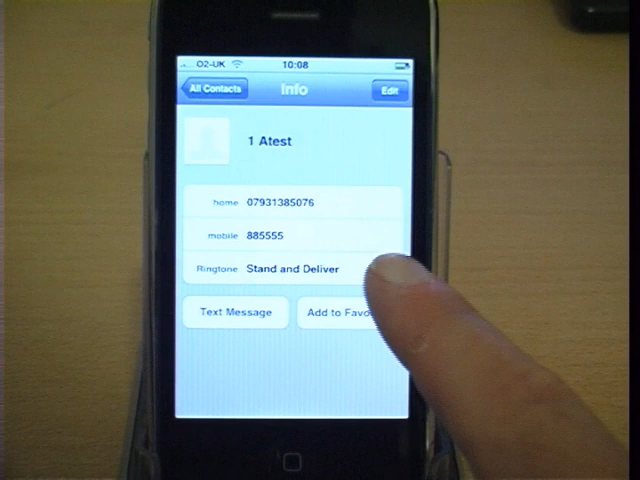 O2-UK 10:08
All Contacts Info Edit
1 Atest
home 07931385076
mobile 885555
Ringtone Stand and Deliver
Text Message Add to Favo